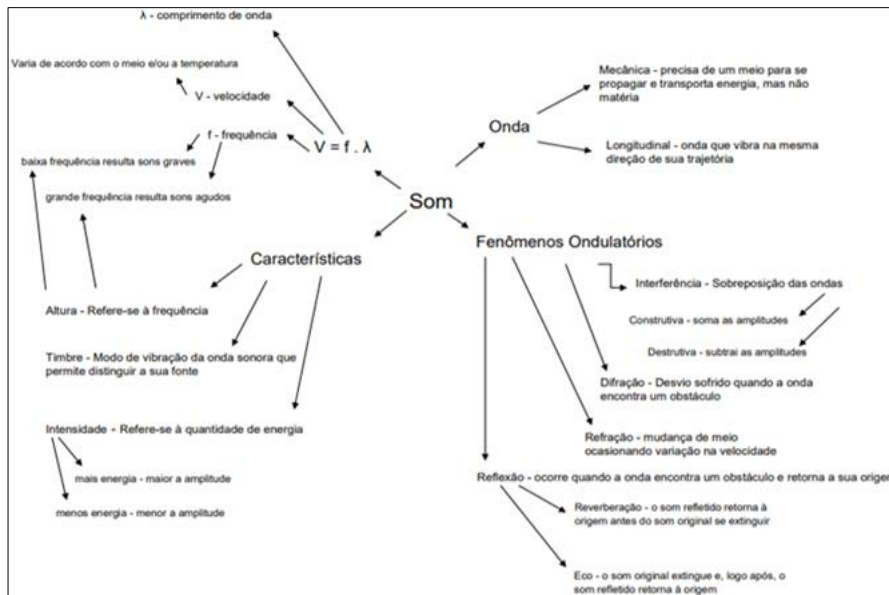 λ - comprimento de onda
Varia de acordo com o meio e/ou a temperatura
V - velocidade
f - frequência
V = f . λ
baixa frequência resulta sons graves
grande frequência resulta sons agudos
Som
Onda
Mecânica - precisa de um meio para se
propagar e transporta energia, mas não
matéria
Longitudinal - onda que vibra na mesma
direção de sua trajetória
Características
Altura - Refere-se à frequência
Timbre - Modo de vibração da onda sonora que
permite distinguir a sua fonte
Intensidade - Refere-se à quantidade de energia
mais energia - maior a amplitude
menos energia - menor a amplitude
Fenômenos Ondulatórios
Interferência - Sobreposição das ondas
Construtiva - soma as amplitudes
Destrutiva - subtrai as amplitudes
Difração - Desvio sofrido quando a onda
encontra um obstáculo
Refração - mudança de meio
ocasionando variação na velocidade
Reflexão - ocorre quando a onda encontra um obstáculo e retorna a sua origem
Reverberação - o som refletido retorna à
origem antes do som original se extinguir
Eco - o som original extingue e, logo após, o
som refletido retorna à origem